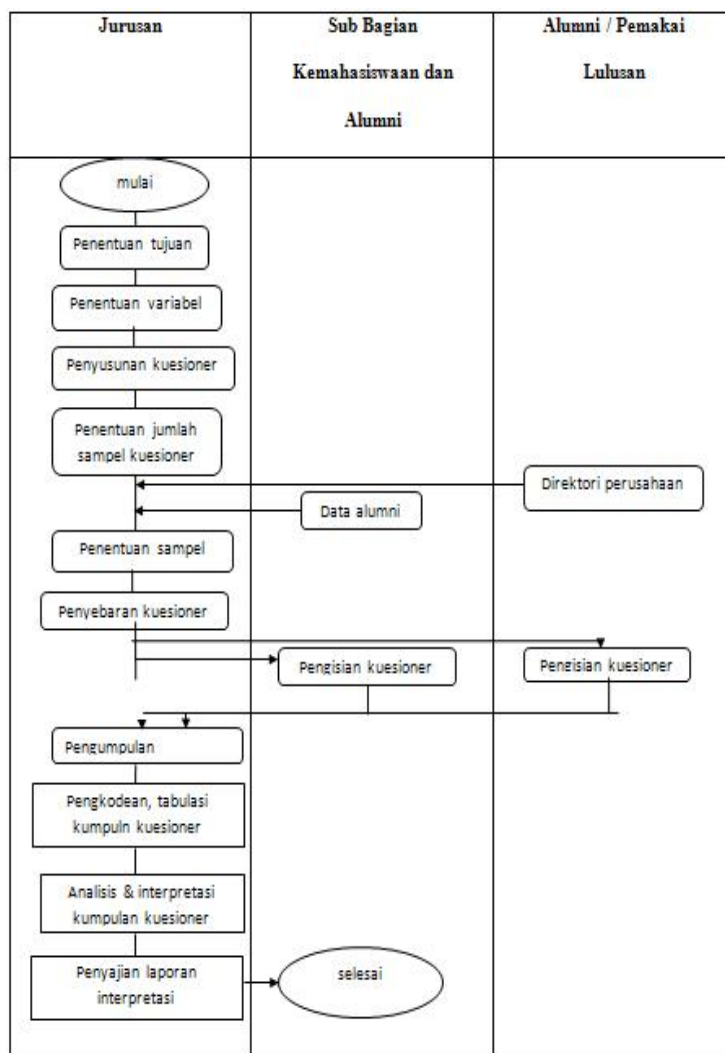 Jurusan
Sub Bagian
Kemahasiswaan dan
Alumni
Alumni / Pemakai
Lulusan
mulai
Penentuan tujuan
Penentuan variabel
Penyusunan kuesioner
Penentuan jumlah
sampel kuesioner
Direktori perusahaan
Data alumni
Penentuan sampel
Penyebaran kuesioner
Pengisian kuesioner
Pengisian kuesioner
Pengumpulan
Pengkodean, tabulasi
kumpuln kuesioner
Analisis & interpretasi
kumpulan kuesioner
Penyajian laporan
interpretasi
selesai